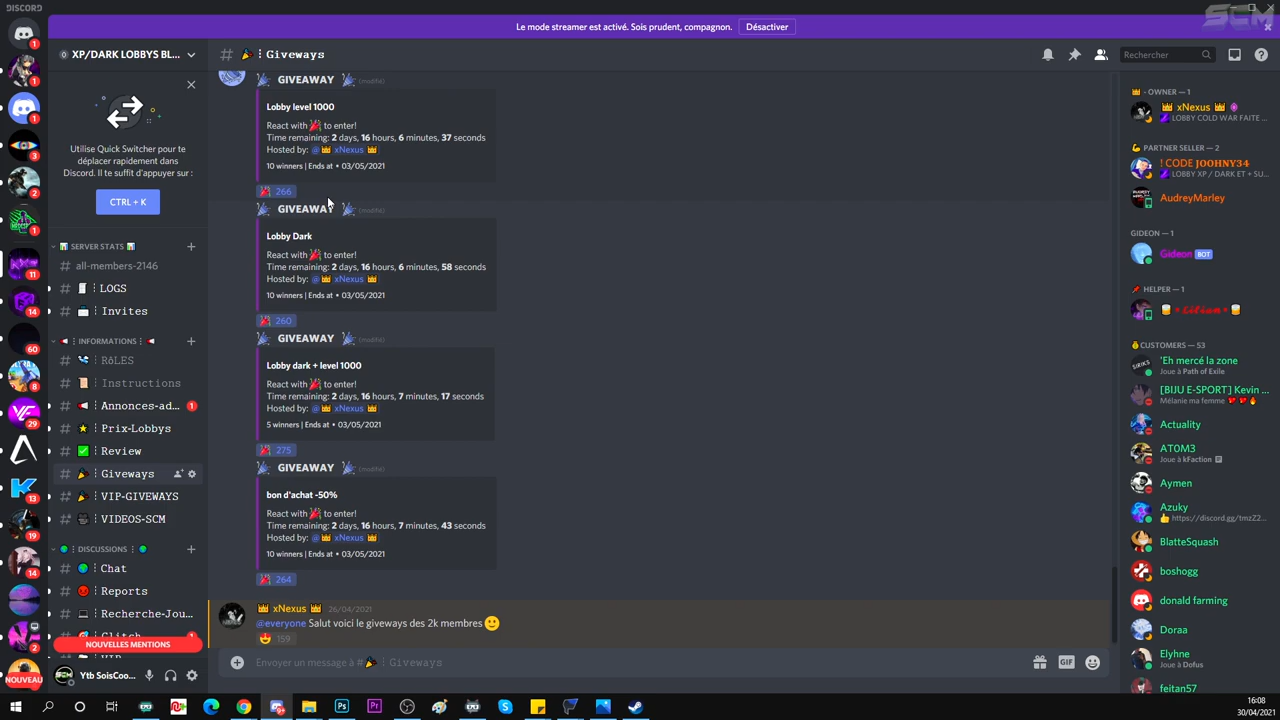 DISCORD
SCM
Le mode streamer est activé. Sois prudent, compagnon.
Désactiver
XP/DARK LOBBYS BL...
# Giveways
Rechercher
Utilise Quick Switcher pour te
déplacer rapidement dans
Discord. Il te suffit d'appuyer sur :
CTRL + K
SERVER STATS
all-members-2146
LOGS
Invites
INFORMATIONS
RôLES
Instructions
Annonces-ad... 1
Prix-Lobbys
Review
Giveways
VIP-GIVEWAYS
VIDEOS-SCM
DISCUSSIONS
Chat
Reports
Recherche-Jou...
Glitch
NOUVELLES MENTIONS
NOUVEAU
Ytb SoisCoo...
GIVEAWAY (modifié)
Lobby level 1000
React with to enter!
Time remaining: 2 days, 16 hours, 6 minutes, 37 seconds
Hosted by: @ xNexus
10 winners | Ends at • 03/05/2021
266
GIVEAWAY (modifié)
Lobby Dark
React with to enter!
Time remaining: 2 days, 16 hours, 6 minutes, 58 seconds
Hosted by: @ xNexus
10 winners | Ends at • 03/05/2021
260
GIVEAWAY (modifié)
Lobby dark + level 1000
React with to enter!
Time remaining: 2 days, 16 hours, 7 minutes, 17 seconds
Hosted by: @ xNexus
5 winners | Ends at • 03/05/2021
275
GIVEAWAY (modifié)
bon d'achat -50%
React with to enter!
Time remaining: 2 days, 16 hours, 7 minutes, 43 seconds
Hosted by: @ xNexus
10 winners | Ends at • 03/05/2021
264
xNexus 26/04/2021
@everyone Salut voici le giveways des 2k membres
159
Envoyer un message à # Giveways
GIF
- OWNER — 1
xNexus
LOBBY COLD WAR FAITE ...
PARTNER SELLER — 2
! CODE JOOHNY34
LOBBY XP / DARK ET + SU...
AudreyMarley
GIDEON — 1
Gideon BOT
HELPER — 1
Lilian
CUSTOMERS — 53
'Eh mercé la zone
Joue à Path of Exile
[BIJU E-SPORT] Kevin ...
Mélanie ma femme
Actuality
AT0M3
Joue à kFaction
Aymen
Azuky
https://discord.gg/tmzZ2...
BlatteSquash
boshogg
donald farming
Doraa
Elyhne
Joue à Dofus
feitan57
16:08
30/04/2021